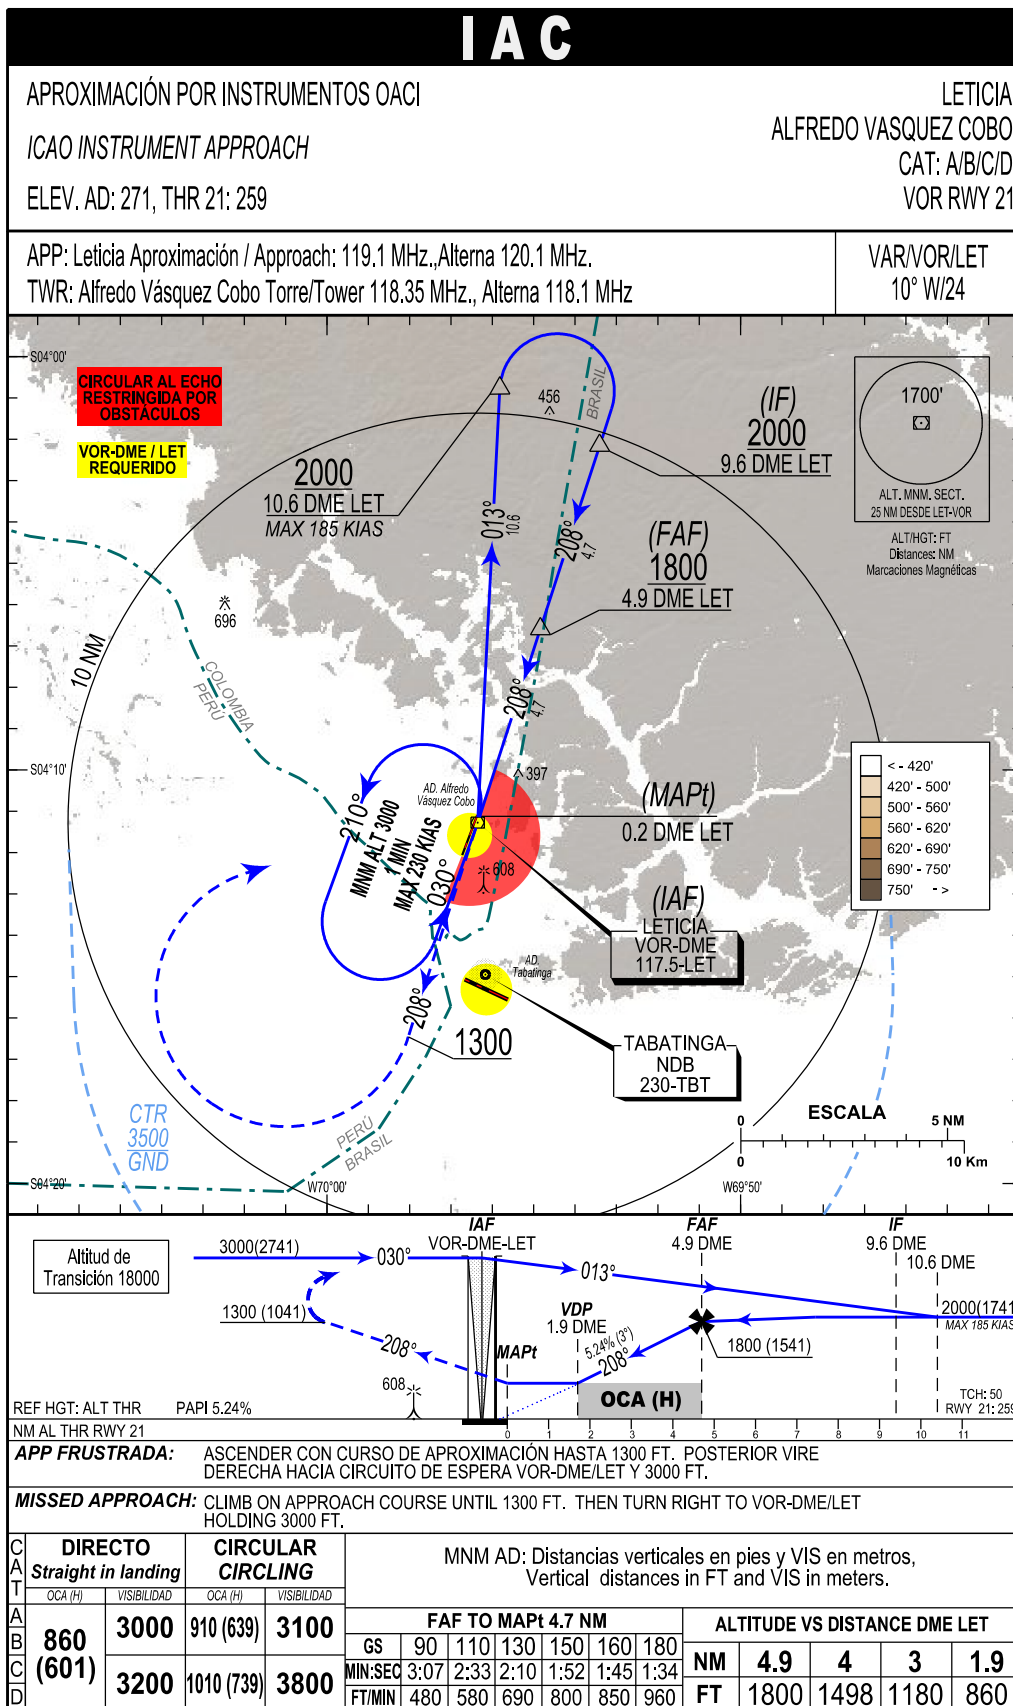 IAC
APROXIMACIÓN POR INSTRUMENTOS OACI
ICAO INSTRUMENT APPROACH
ELEV. AD: 271, THR 21: 259
LETICIA
ALFREDO VASQUEZ COBO
CAT: A/B/C/D
VOR RWY 21
APP: Leticia Aproximación / Approach: 119.1 MHz.,Alterna 120.1 MHz.
TWR: Alfredo Vásquez Cobo Torre/Tower 118.35 MHz., Alterna 118.1 MHz
VAR/VOR/LET
10° W/24
S04°00'
CIRCULAR AL ECHO
RESTRINGIDA POR
OBSTÁCULOS
VOR-DME / LET
REQUERIDO
456
BRASIL
(IF)
2000
9.6 DME LET
1700'
ALT. MNM. SECT.
25 NM DESDE LET-VOR
ALT/HGT: FT
Distances: NM
Marcaciones Magnéticas
2000
10.6 DME LET
MAX 185 KIAS
013°
10.6
208°
4.7
(FAF)
1800
4.9 DME LET
696
10 NM
COLOMBIA
PERÚ
208°
4.7
S04°10'
AD. Alfredo
Vásquez Cobo
397
(MAPt)
0.2 DME LET
< - 420'
420' - 500'
500' - 560'
560' - 620'
620' - 690'
690' - 750'
750' - >
210°
MNM ALT 3000
1 MIN
MAX 230 KIAS
030°
608
(IAF)
LETICIA
VOR-DME
117.5-LET
AD.
Tabatinga
208°
1300
TABATINGA
NDB
230-TBT
CTR
3500
GND
PERÚ
BRASIL
ESCALA
0 5 NM
0 10 Km
S04°20'
W70°00'
W69°50'
Altitud de
Transición 18000
3000(2741)
030°
IAF
VOR-DME-LET
013°
FAF
4.9 DME
IF
9.6 DME
10.6 DME
1300 (1041)
208°
VDP
1.9 DME
5.24% (3°)
208°
MAPt
1800 (1541)
2000(1741)
MAX 185 KIAS
608
OCA (H)
TCH: 50
RWY 21: 259
REF HGT: ALT THR PAPI 5.24%
NM AL THR RWY 21
0 1 2 3 4 5 6 7 8 9 10 11
APP FRUSTRADA: ASCENDER CON CURSO DE APROXIMACIÓN HASTA 1300 FT. POSTERIOR VIRE
DERECHA HACIA CIRCUITO DE ESPERA VOR-DME/LET Y 3000 FT.
MISSED APPROACH: CLIMB ON APPROACH COURSE UNTIL 1300 FT. THEN TURN RIGHT TO VOR-DME/LET
HOLDING 3000 FT.
CAT
DIRECTO
Straight in landing
CIRCULAR
CIRCLING
OCA (H) VISIBILIDAD OCA (H) VISIBILIDAD
A
B
C
D
860
(601)
3000
3200
910 (639) 3100
1010 (739) 3800
MNM AD: Distancias verticales en pies y VIS en metros,
Vertical distances in FT and VIS in meters.
FAF TO MAPt 4.7 NM
GS 90 110 130 150 160 180
MIN:SEC 3:07 2:33 2:10 1:52 1:45 1:34
FT/MIN 480 580 690 800 850 960
ALTITUDE VS DISTANCE DME LET
NM 4.9 4 3 1.9
FT 1800 1498 1180 860